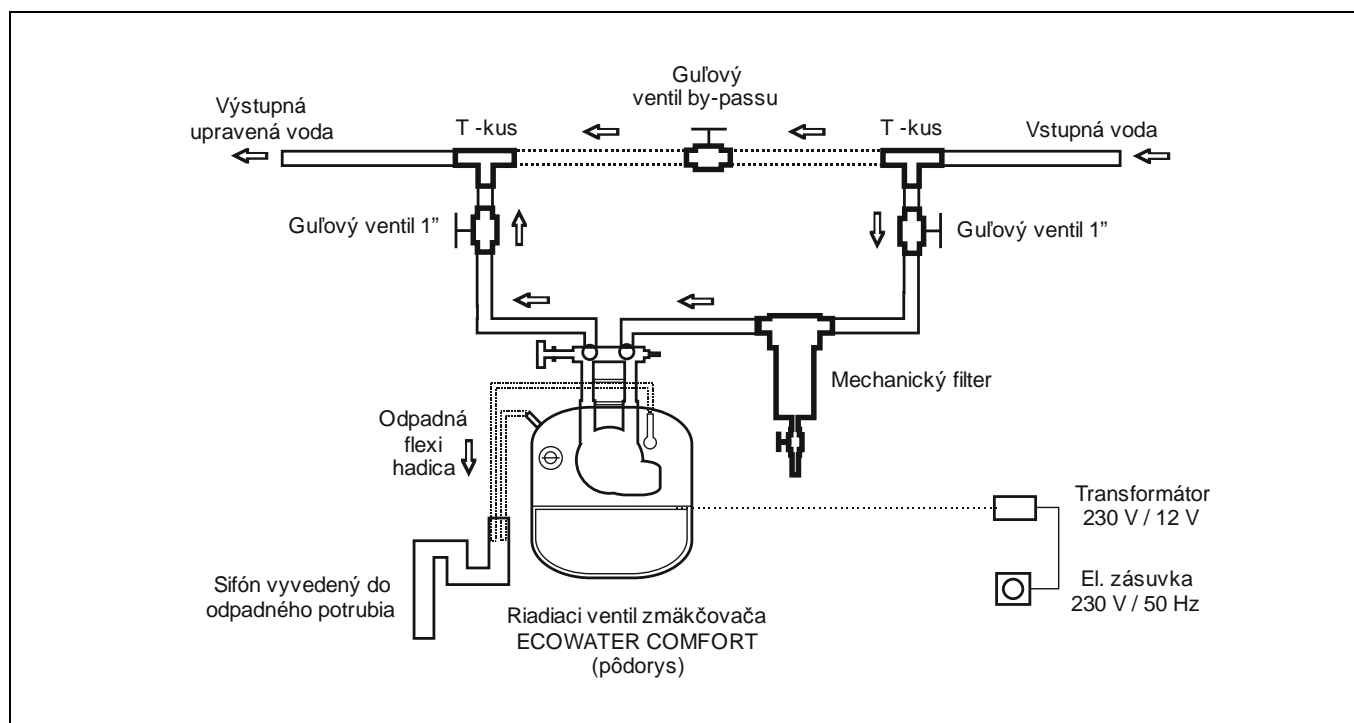 Guľový
ventil by-passu
Výstupná
upravená voda
T -kus
T -kus
Vstupná voda
Guľový ventil 1”
Guľový ventil 1”
Mechanický filter
Odpadná
flexi
hadica
Transformátor
230 V / 12 V
Sifón vyvedený do
odpadného potrubia
El. zásuvka
230 V / 50 Hz
Riadiaci ventil zmäkčovača
ECOWATER COMFORT
(pôdorys)